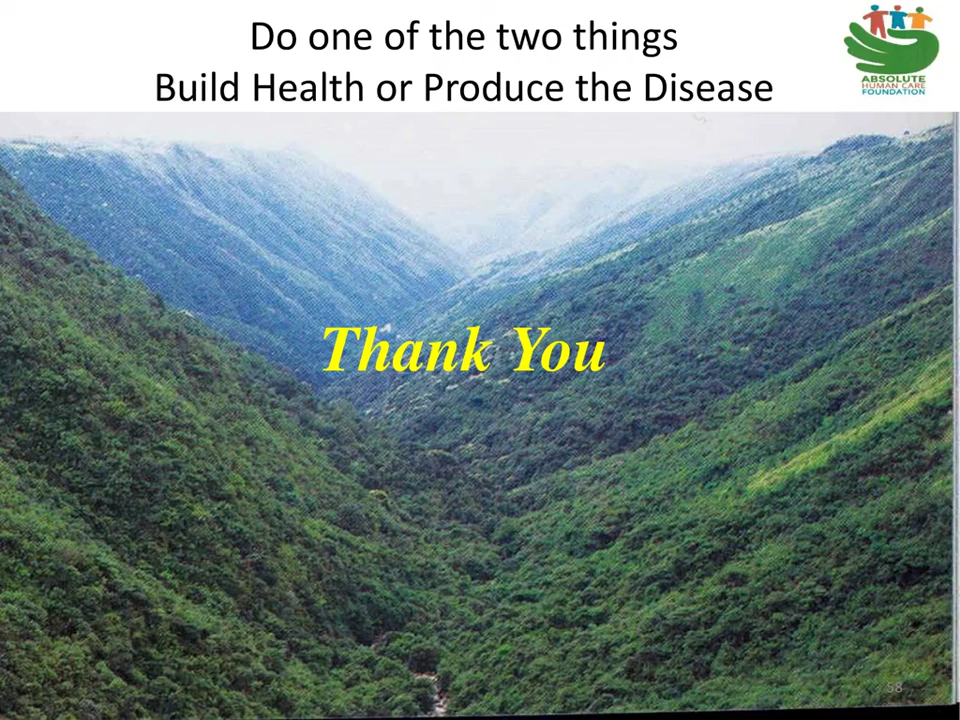 Do one of the two things
Build Health or Produce the Disease
ABSOLUTE
HUMAN CARE
FOUNDATION
Thank You
58